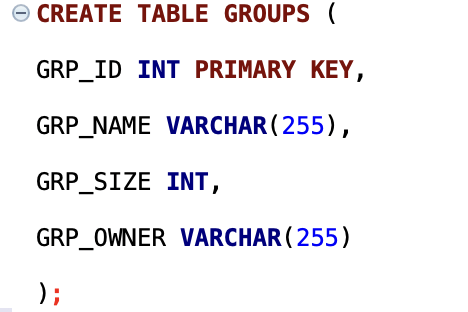 CREATE TABLE GROUPS (
GRP_ID INT PRIMARY KEY,
GRP_NAME VARCHAR(255),
GRP_SIZE INT,
GRP_OWNER VARCHAR(255)
);